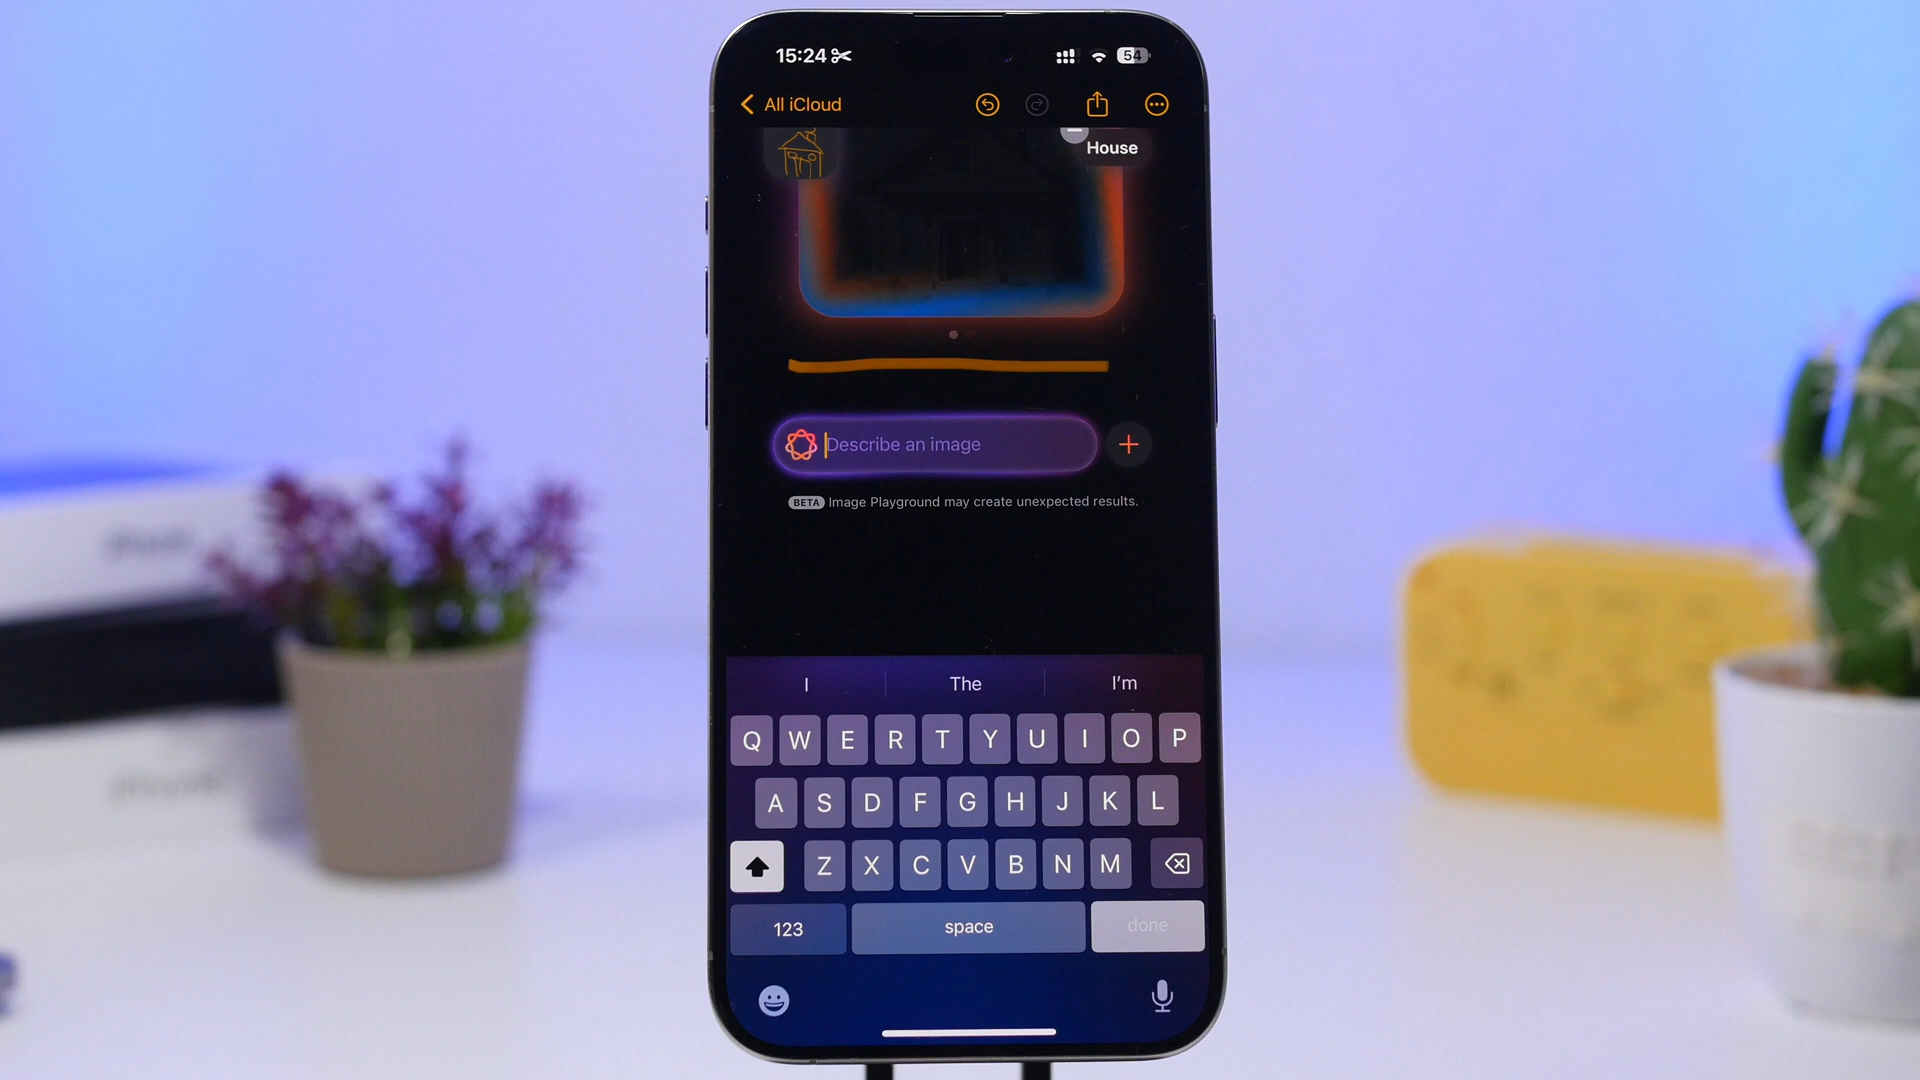 15:24
54
All iCloud
House
Describe an image
BETA Image Playground may create unexpected results.
I The I'm
Q W E R T Y U I O P
A S D F G H J K L
Z X C V B N M
123 space done